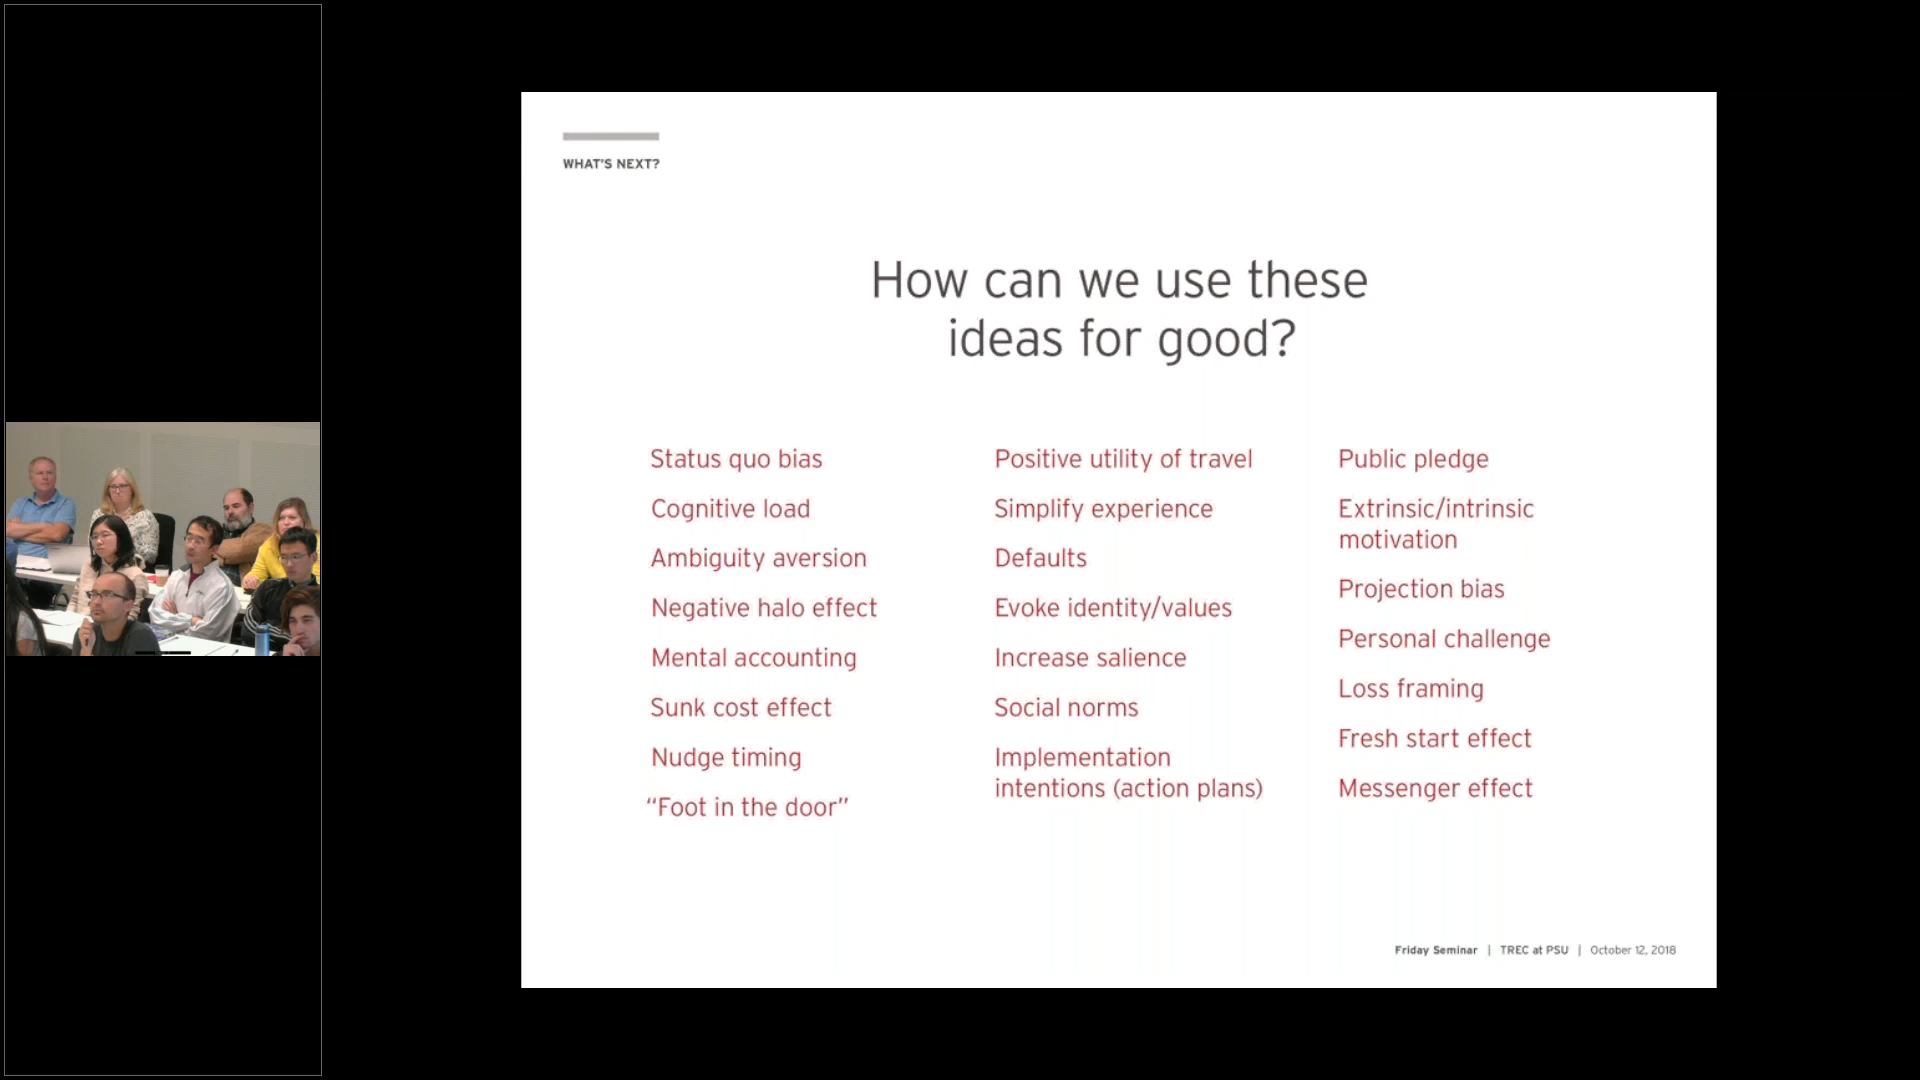 WHAT'S NEXT?
How can we use these
ideas for good?
Status quo bias
Cognitive load
Ambiguity aversion
Negative halo effect
Mental accounting
Sunk cost effect
Nudge timing
“Foot in the door”
Positive utility of travel
Simplify experience
Defaults
Evoke identity/values
Increase salience
Social norms
Implementation
intentions (action plans)
Public pledge
Extrinsic/intrinsic
motivation
Projection bias
Personal challenge
Loss framing
Fresh start effect
Messenger effect
Friday Seminar | TREC at PSU | October 12, 2018